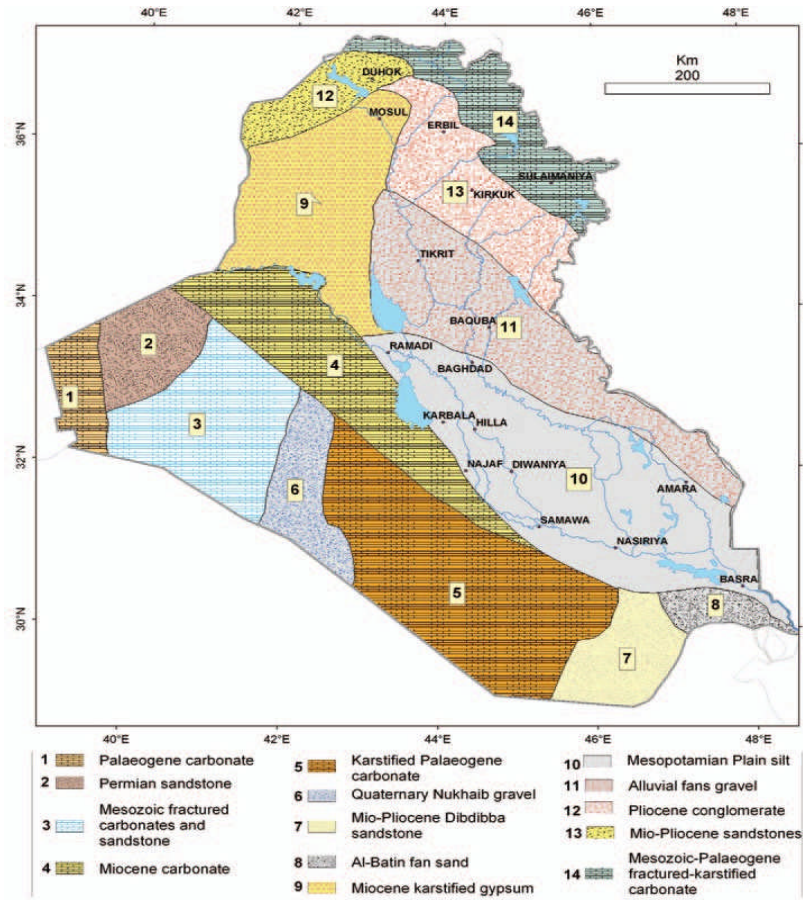 40°E 42°E 44°E 46°E 48°E
Km
200
DUHOK
12
MOSUL
14
36°N 36°N
ERBIL
SULAIMANIYA
13
KIRKUK
9
TIKRIT
34°N 34°N
BAQUBA
11
2
RAMADI
4
BAGHDAD
1
3
KARBALA
HILLA
32°N 32°N
NAJAF
DIWANIYA
10
6
AMARA
SAMAWA
NASIRIYA
BASRA
5
8
30°N 30°N
7
40°E 42°E 44°E 46°E 48°E
1 Palaeogene carbonate
2 Permian sandstone
3 Mesozoic fractured
carbonates and
sandstone
4 Miocene carbonate
5 Karstified Palaeogene
carbonate
6 Quaternary Nukhaib gravel
7 Mio-Pliocene Dibdibba
sandstone
8 Al-Batin fan sand
9 Miocene karstified gypsum
10 Mesopotamian Plain silt
11 Alluvial fans gravel
12 Pliocene conglomerate
13 Mio-Pliocene sandstones
14 Mesozoic-Palaeogene
fractured-karstified
carbonate